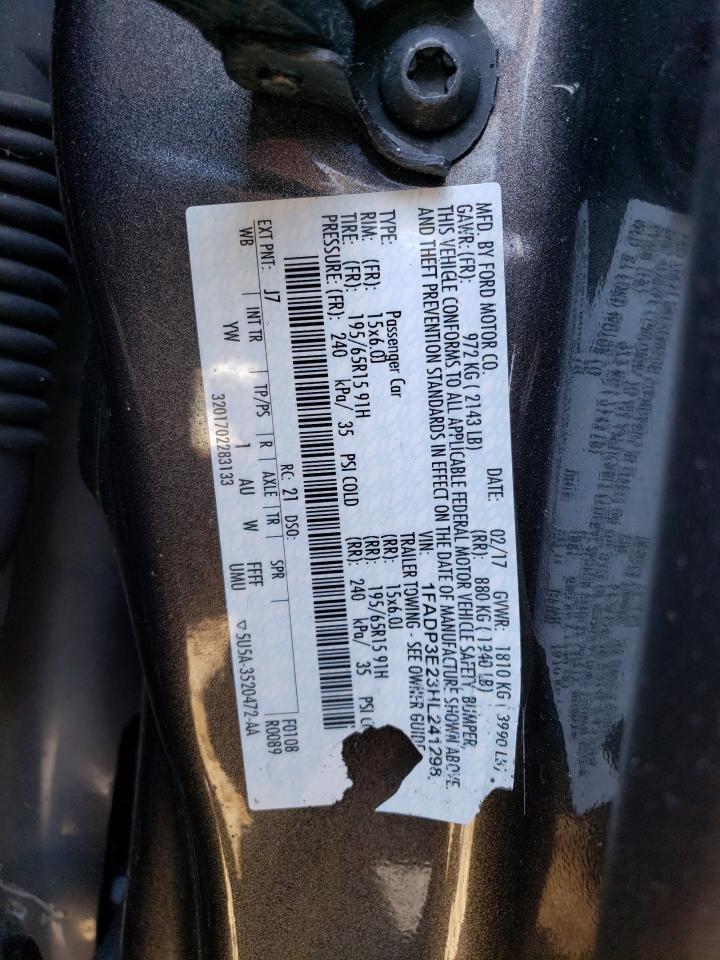 MFD. BY FORD MOTOR CO.
DATE: 02/17 GVWR: 1810 KG ( 3990 LB)
GAWR: (FR): 972 KG ( 2143 LB) (RR): 880 KG ( 1940 LB)
THIS VEHICLE CONFORMS TO ALL APPLICABLE FEDERAL MOTOR VEHICLE SAFETY, BUMPER,
AND THEFT PREVENTION STANDARDS IN EFFECT ON THE DATE OF MANUFACTURE SHOWN ABOVE.
VIN: 1FADP3E23HL241298
TYPE: Passenger Car TRAILER TOWING - SEE OWNER GUIDE
RIM: (FR): 15x6.0J (RR): 15x6.0J
TIRE: (FR): 195/65R15 91H (RR): 195/65R15 91H
PRESSURE: (FR): 240 kPa/ 35 PSI COLD (RR): 240 kPa/ 35 PSI
RC: 21 DSO: F0108
EXT PNT: J7 R0089
WB | INT TR | TP/PS | R | AXLE | TR | SPR
YW 1 AU W FFFF
3201702283133 UMU ▽5U5A-3520472-AA